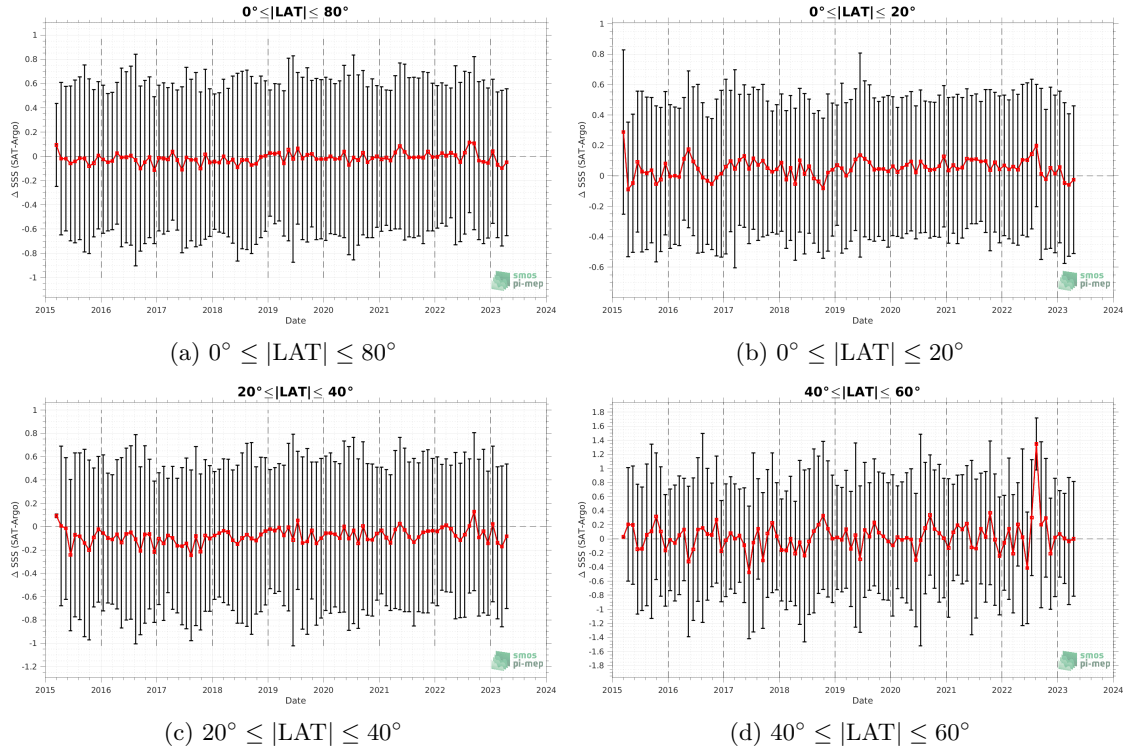 0°≤|LAT|≤ 80°
1
0.8
0.6
0.4
0.2
0
-0.2
-0.4
-0.6
-0.8
-1
Δ SSS (SAT-Argo)
2015 2016 2017 2018 2019 2020 2021 2022 2023 2024
Date
smos
pi-mep
(a) 0° ≤ |LAT| ≤ 80°
0°≤|LAT|≤ 20°
0.8
0.6
0.4
0.2
0
-0.2
-0.4
-0.6
Δ SSS (SAT-Argo)
2015 2016 2017 2018 2019 2020 2021 2022 2023 2024
Date
smos
pi-mep
(b) 0° ≤ |LAT| ≤ 20°
20°≤|LAT|≤ 40°
1
0.8
0.6
0.4
0.2
0
-0.2
-0.4
-0.6
-0.8
-1
-1.2
Δ SSS (SAT-Argo)
2015 2016 2017 2018 2019 2020 2021 2022 2023 2024
Date
smos
pi-mep
(c) 20° ≤ |LAT| ≤ 40°
40°≤|LAT|≤ 60°
1.8
1.6
1.4
1.2
1
0.8
0.6
0.4
0.2
0
-0.2
-0.4
-0.6
-0.8
-1
-1.2
-1.4
-1.6
-1.8
Δ SSS (SAT-Argo)
2015 2016 2017 2018 2019 2020 2021 2022 2023 2024
Date
smos
pi-mep
(d) 40° ≤ |LAT| ≤ 60°